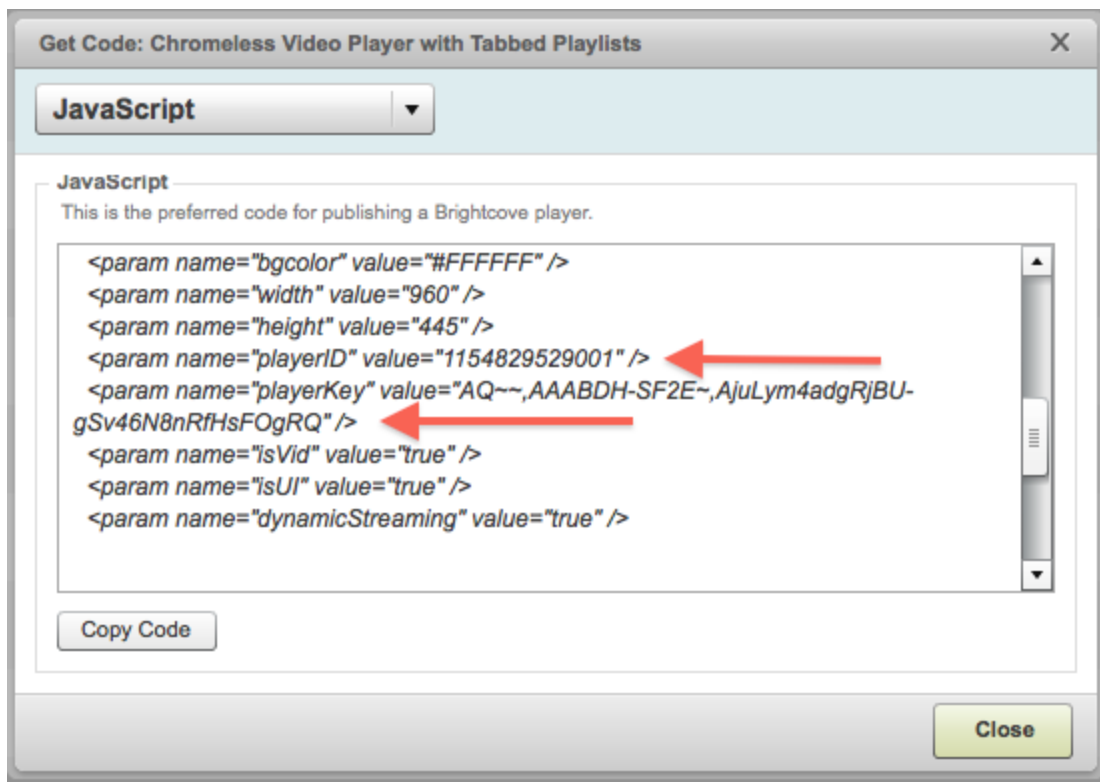 Get Code: Chromeless Video Player with Tabbed Playlists
JavaScript
JavaScript
This is the preferred code for publishing a Brightcove player.
<param name="bgcolor" value="#FFFFFF" />
<param name="width" value="960" />
<param name="height" value="445" />
<param name="playerID" value="1154829529001" />
<param name="playerKey" value="AQ~~,AAABDH-SF2E~,AjuLym4adgRjBU-
gSv46N8nRfHsFOgRQ" />
<param name="isVid" value="true" />
<param name="isUI" value="true" />
<param name="dynamicStreaming" value="true" />
Copy Code
Close